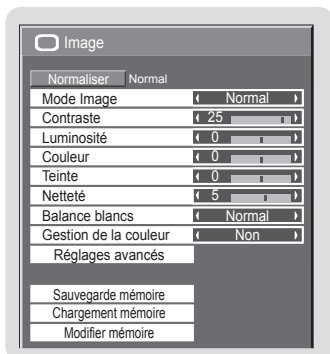 Image
Normaliser Normal
Mode Image Normal
Contraste 25
Luminosité 0
Couleur 0
Teinte 0
Netteté 5
Balance blancs Normal
Gestion de la couleur Non
Réglages avancés
Sauvegarde mémoire
Chargement mémoire
Modifier mémoire